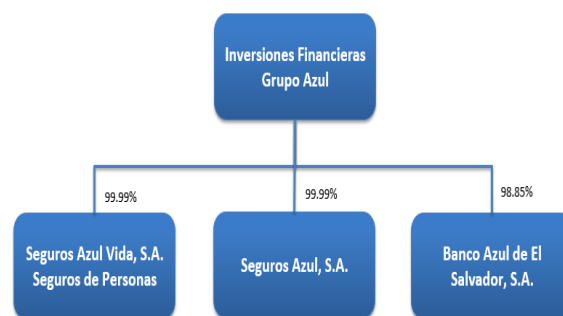 Inversiones Financieras
Grupo Azul
99.99%
99.99%
98.85%
Seguros Azul Vida, S.A.
Seguros de Personas
Seguros Azul, S.A.
Banco Azul de El
Salvador, S.A.